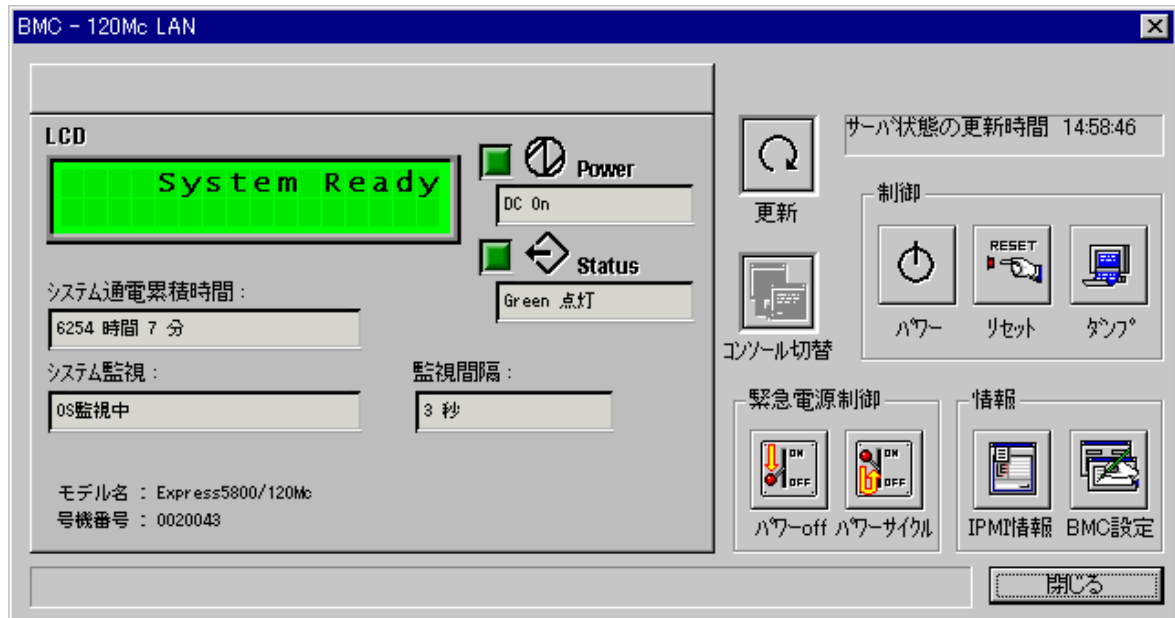 BMC - 120Mc LAN
LCD
System Ready
Power
DC On
Status
Green 点灯
システム通電累積時間 :
6254 時間 7 分
システム監視 :
OS監視中
監視間隔 :
3 秒
モデル名 : Express5800/120Mc
号機番号 : 0020043
更新
コンソール切替
サーバ状態の更新時間 14:58:46
制御
RESET
パワー
リセット
ダンプ
緊急電源制御
ON
OFF
ON
OFF
パワーoff
パワーサイクル
情報
IPMI情報
BMC設定
閉じる